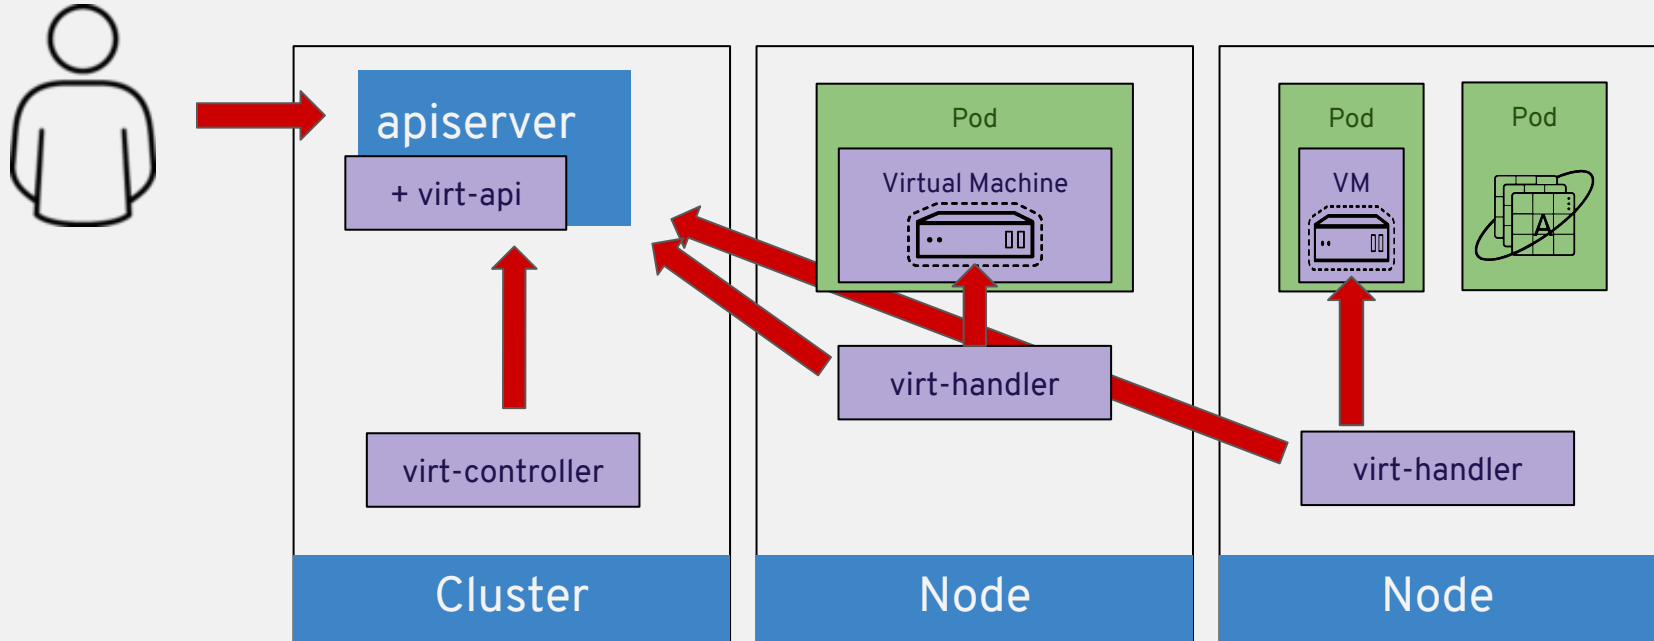 apiserver
+ virt-api
virt-controller
Cluster
Pod
Virtual Machine
virt-handler
Node
Pod
VM
Pod
A
virt-handler
Node